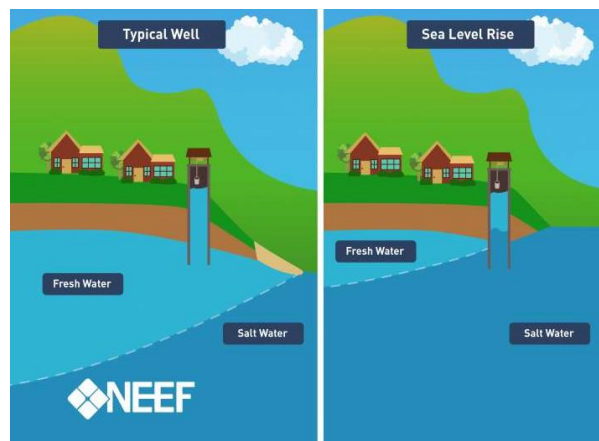 Typical Well
Fresh Water
Salt Water
NEEF
Sea Level Rise
Fresh Water
Salt Water